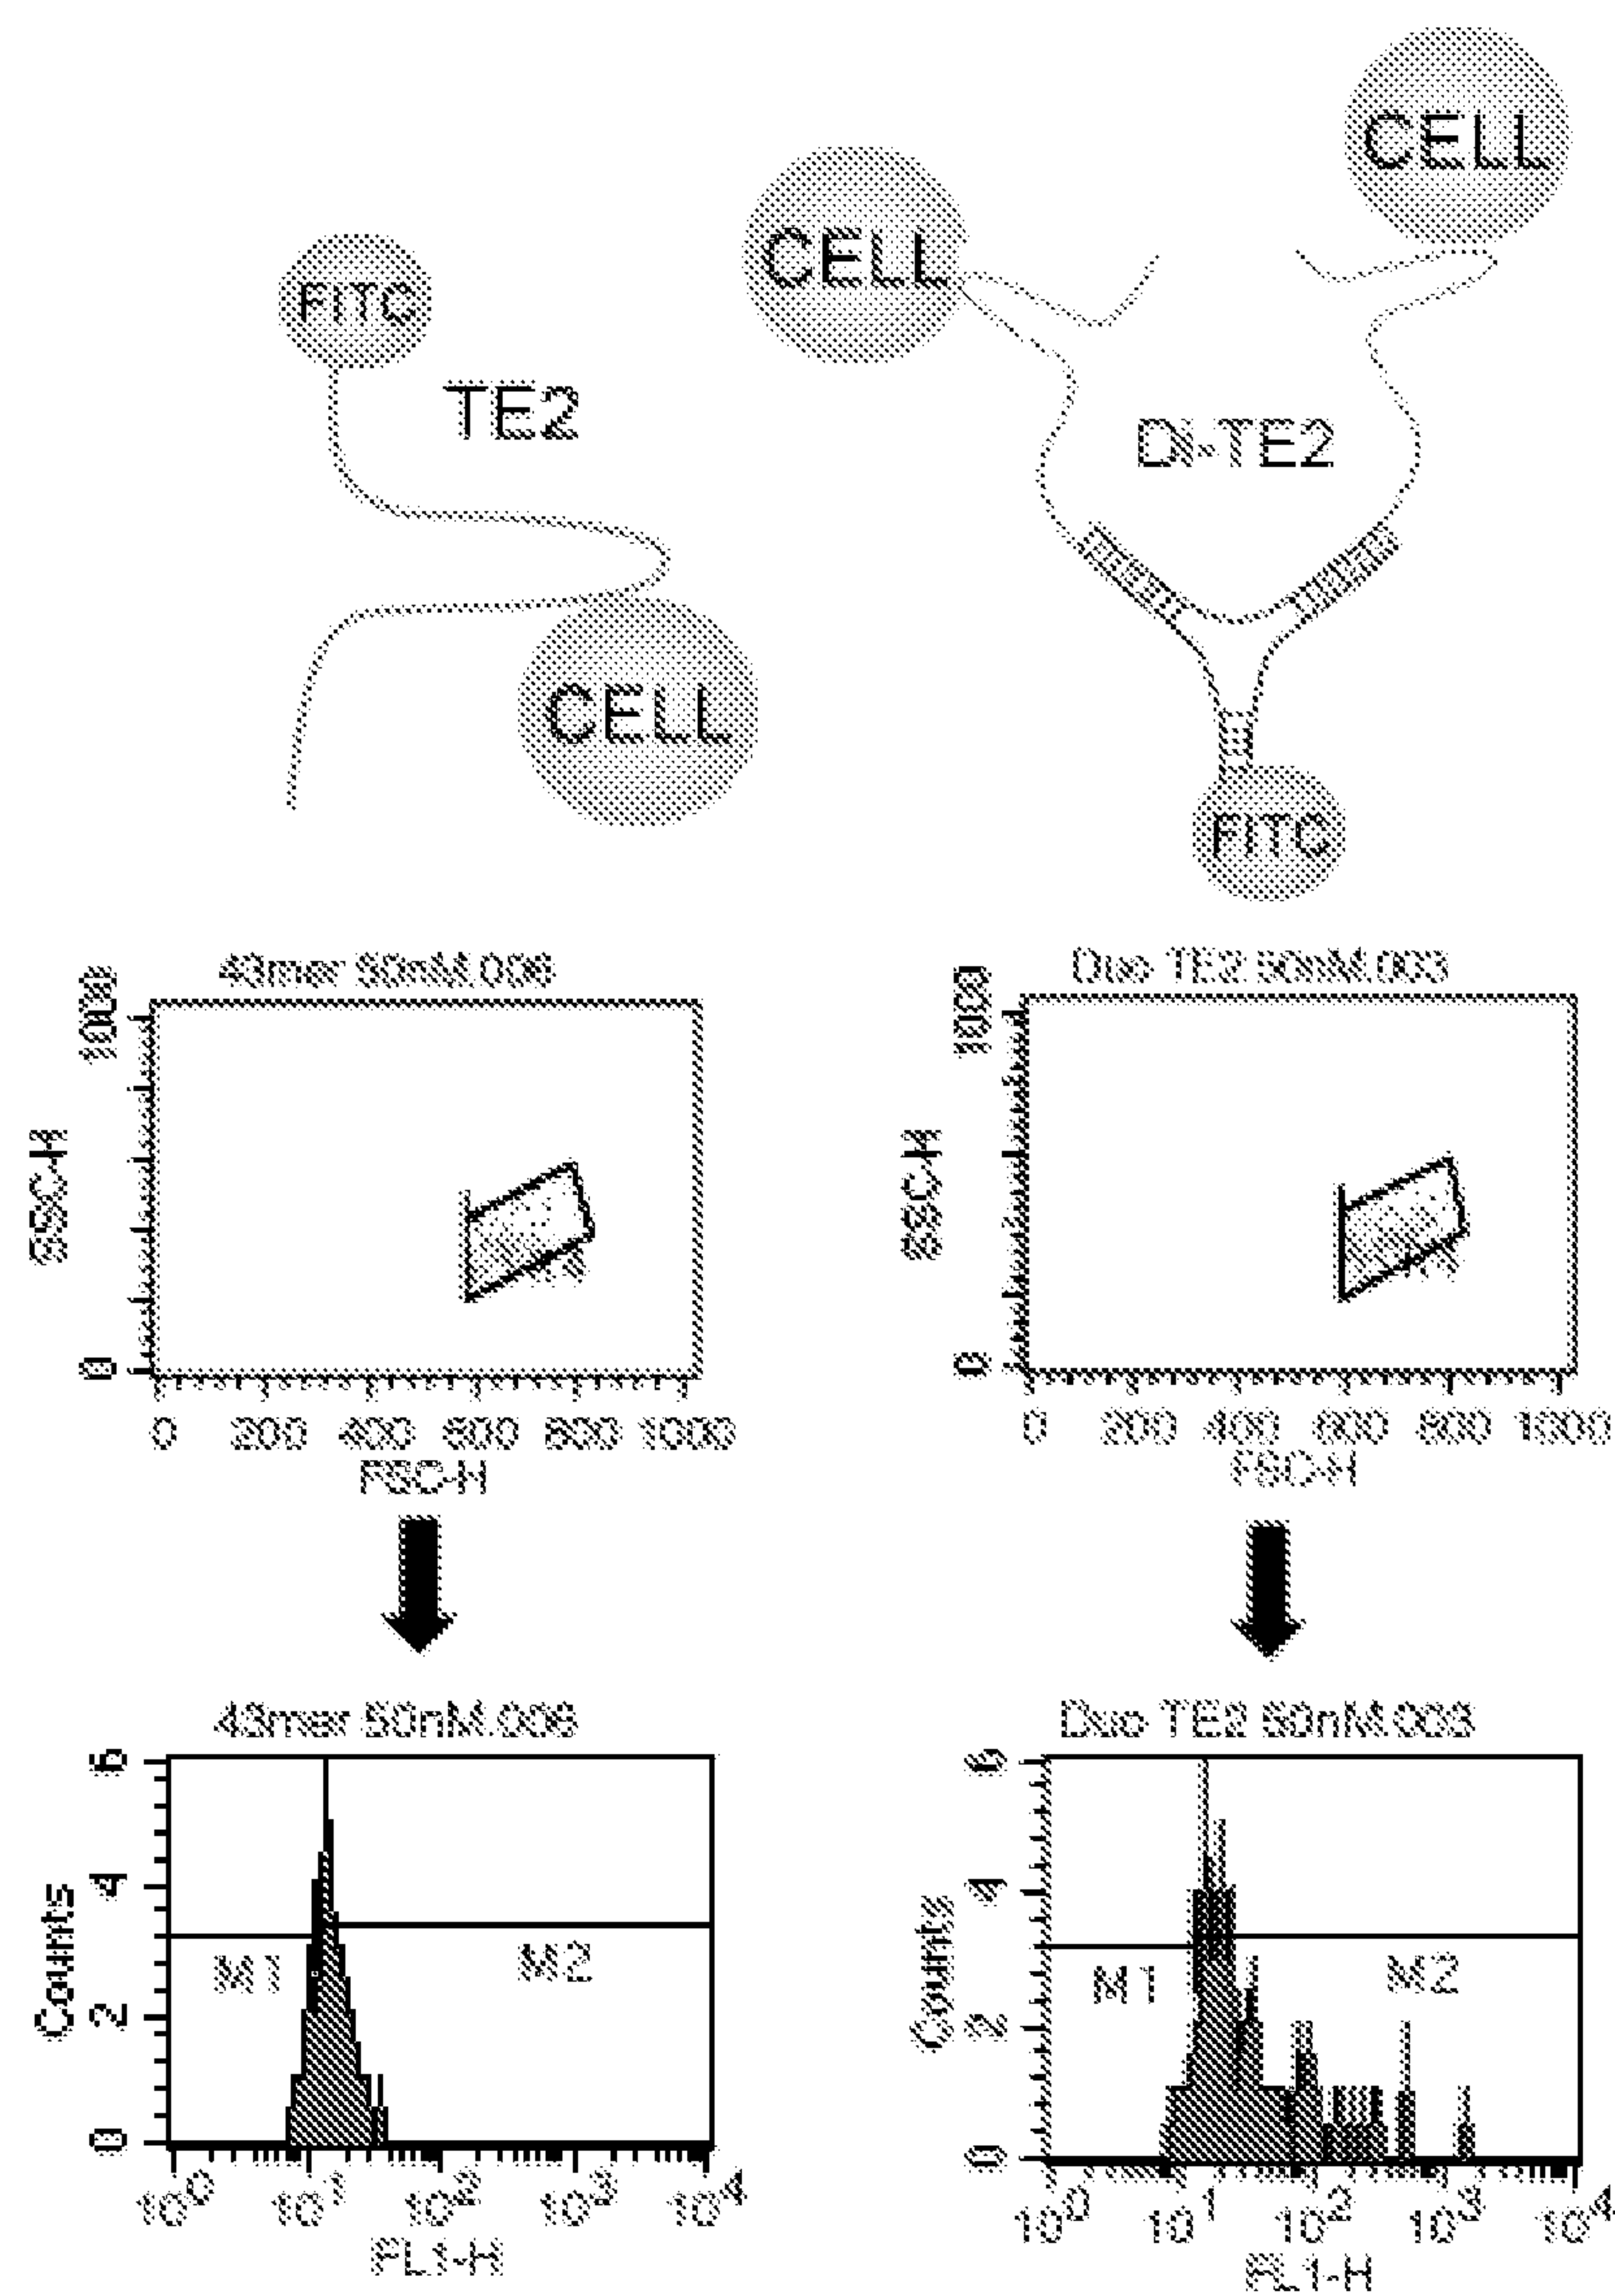 CELL
CELL
FITC
TE2
DI-TE2
CELL
FITC
43mer 50nM.006
Duo TE2 50nM.003
1000
SSC-H
0
0 200 400 600 800 1000
FSC-H
1000
SSC-H
0
0 200 400 600 800 1000
FSC-H
43mer 50nM.006
Duo TE2 50nM.003
6
4
2
0
Counts
M1
M2
10^0 10^1 10^2 10^3 10^4
FL1-H
6
4
2
0
Counts
M1
M2
10^0 10^1 10^2 10^3 10^4
FL1-H